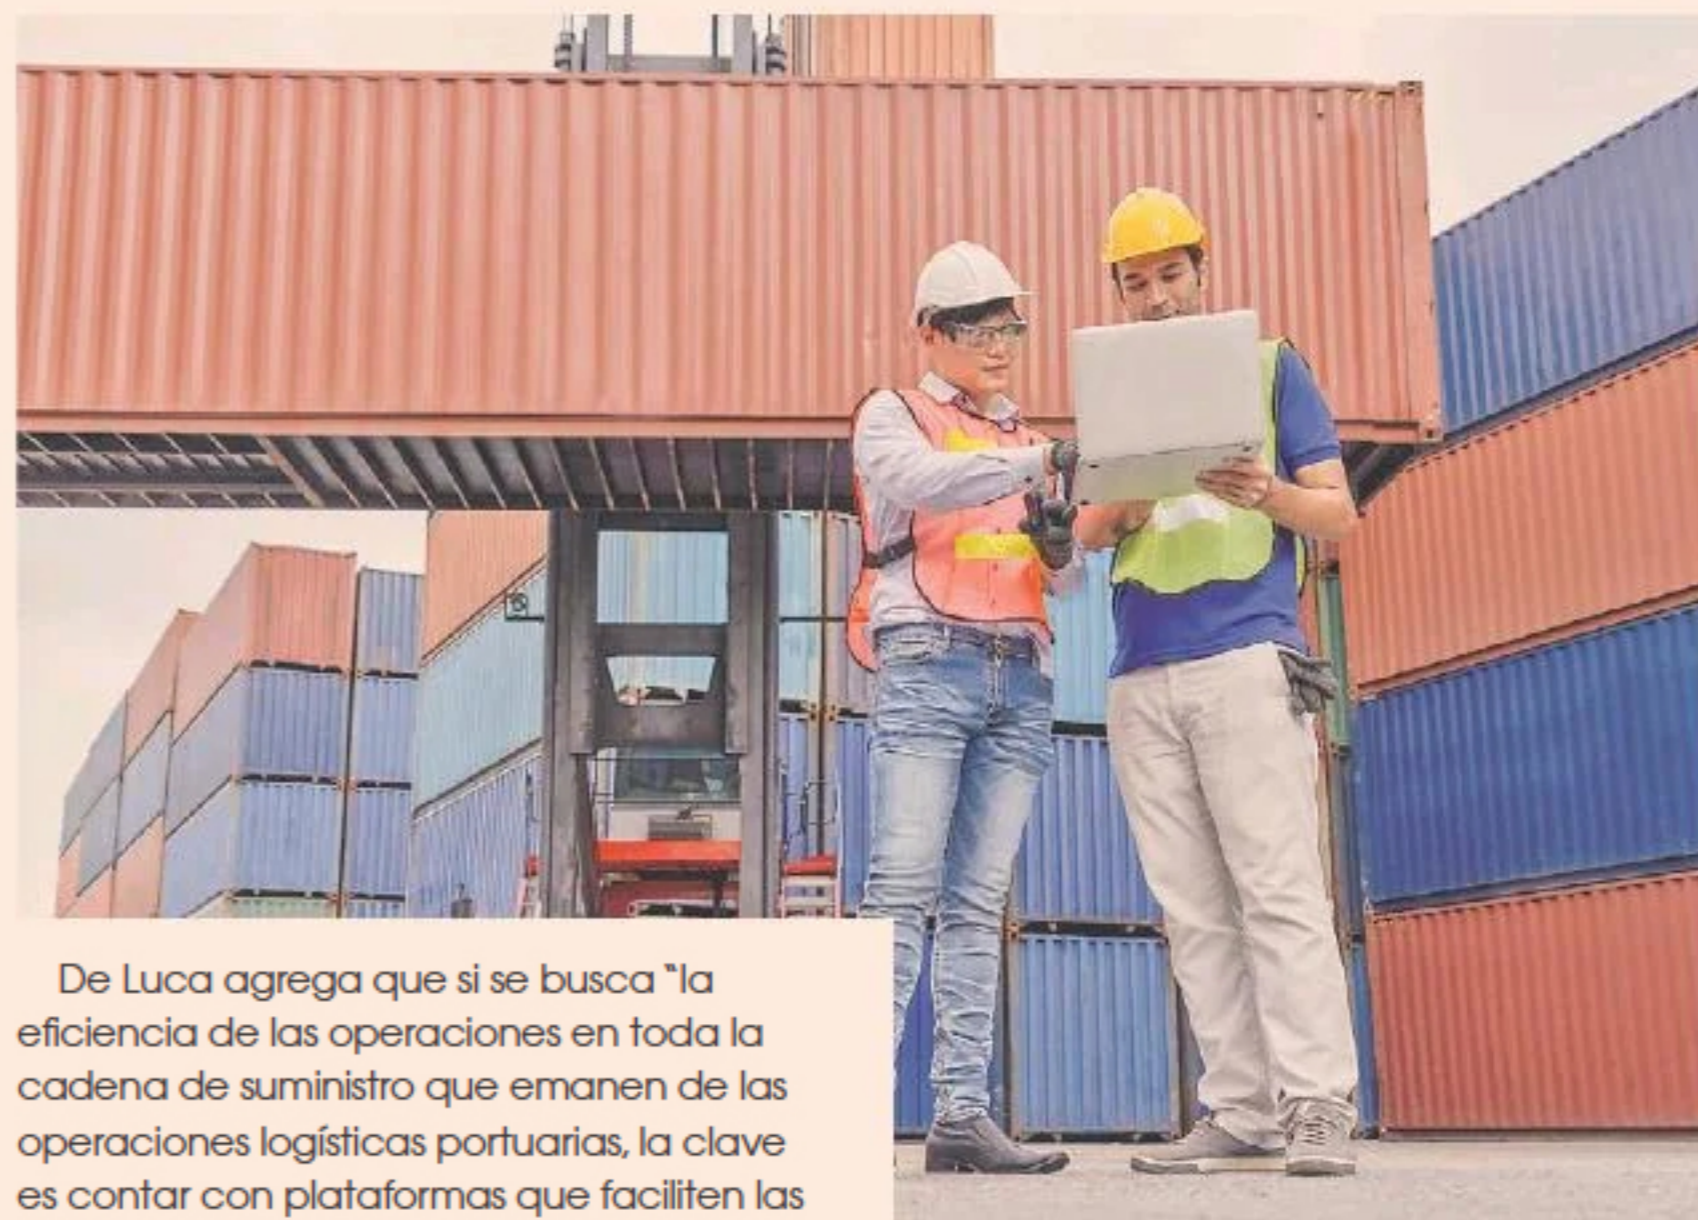 De Luca agrega que si se busca “la
eficiencia de las operaciones en toda la
cadena de suministro que emanen de las
operaciones logísticas portuarias, la clave
es contar con plataformas que faciliten las